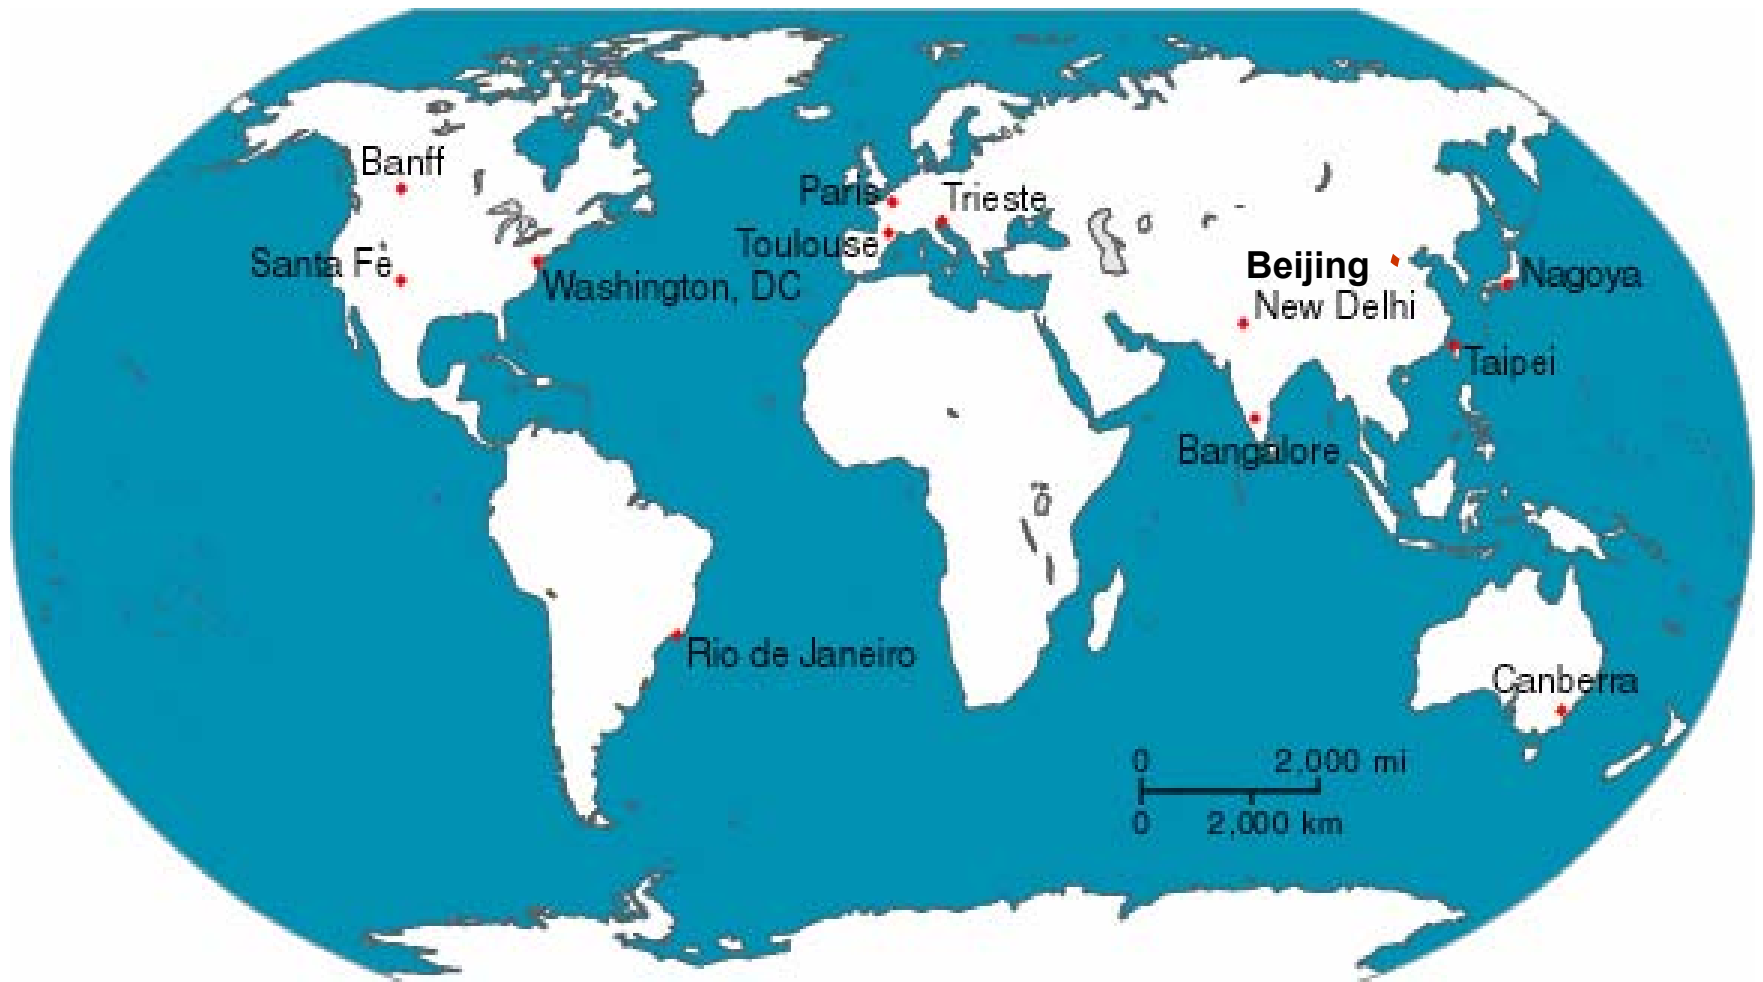 Banff
Paris
Trieste
Toulouse
Santa Fè
Washington, DC
Beijing
Nagoya
New Delhi
Taipei
Bangalore
Rio de Janeiro
Canberra
0 2,000 mi
0 2,000 km